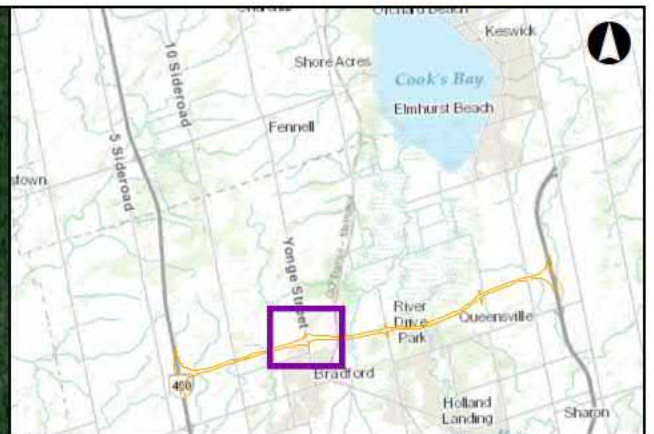 Orchard Beach
Keswick
10 Sideroad
Shore Acres
Cook's Bay
Elmhurst Beach
Fennell
5 Sideroad
stown
Yonge Street
River
Drive
Park
Queensville
Bradford
400
Holland
Landing
Sharon